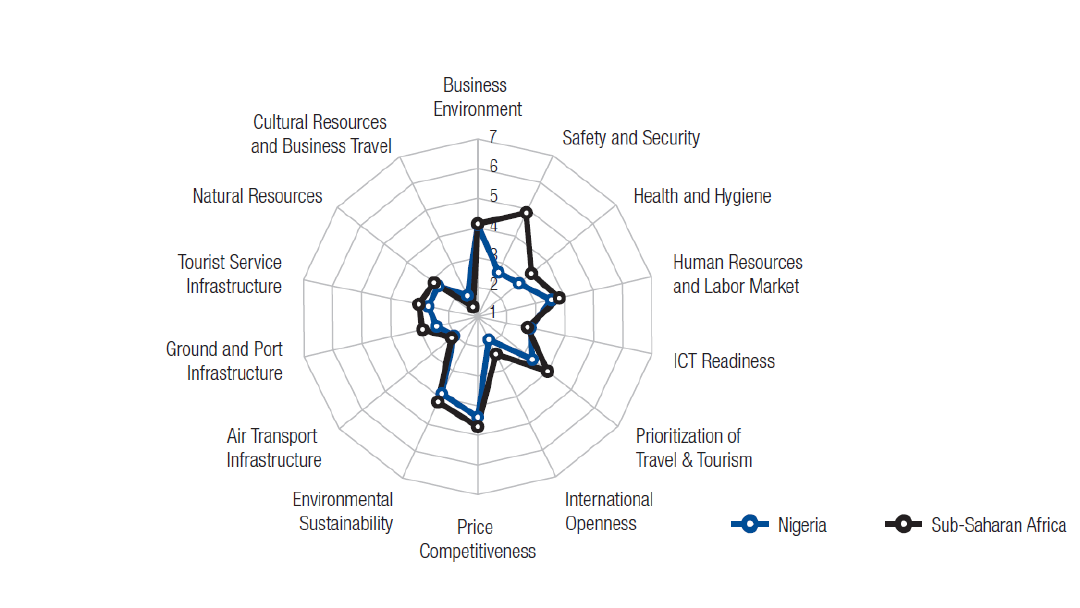 Business
Environment
Cultural Resources
and Business Travel
7
Safety and Security
6
Natural Resources
5
Health and Hygiene
4
Tourist Service
Infrastructure
3
Human Resources
and Labor Market
2
1
Ground and Port
Infrastructure
ICT Readiness
Air Transport
Infrastructure
Prioritization of
Travel & Tourism
Environmental
Sustainability
International
Openness
Price
Competitiveness
Nigeria
Sub-Saharan Africa